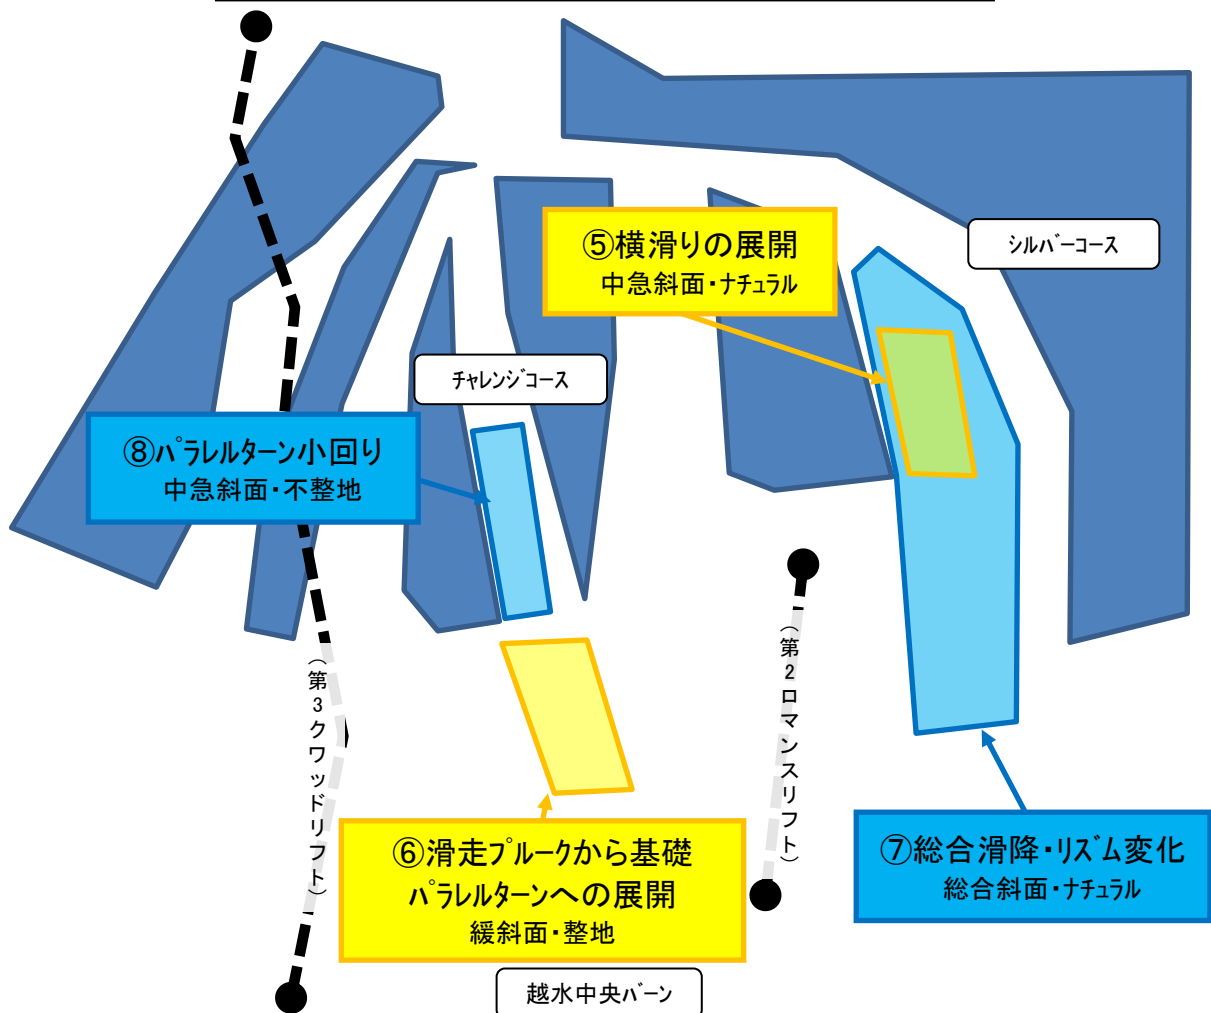 ⑤横滑りの展開
中急斜面・ナチュラル
シルバーコース
チャレンジコース
⑧パラレルターン小回り
中急斜面・不整地
（第3クワッドリフト）
（第2ロマンスリフト）
⑥滑走プルークから基礎
パラレルターンへの展開
緩斜面・整地
⑦総合滑降・リズム変化
総合斜面・ナチュラル
越水中央バーン